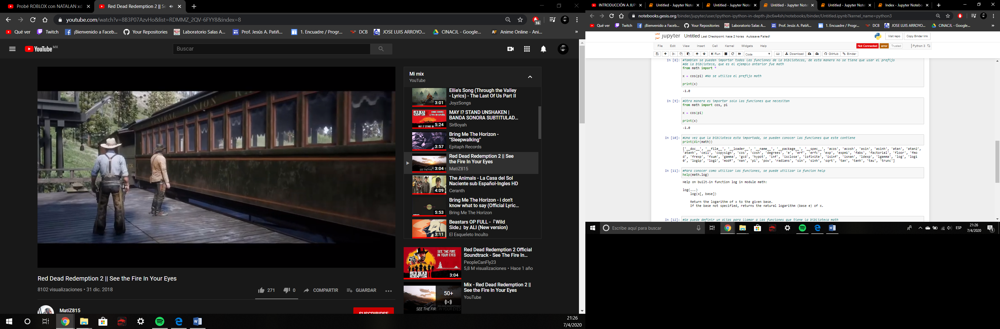 Probé ROBLOX con NATALAN xd
Red Dead Redemption 2 || Se
youtube.com/watch?v=8B3P07AzvHo&list=RDMMZ_2QV-6FYY8&index=8
16
Qué ver
Twitch
¡Bienvenido a Faceb...
Your Repositories
Laboratorio Salas A...
Prof. Jesús A. Patiñ...
1. Encuadre / Progr...
DCB
JOSE LUIS ARROYO...
CINACJL - Google...
AF
Anime Online - Ani...
»
YouTube MX
Buscar
CENTRAL UNION
Mi mix
YouTube
Ellie's Song (Through the Valley
- Lyrics) - The Last Of Us Part II
JoyzSongs
3:01
MAY I? STAND UNSHAKEN |
BANDA SONORA SUBTITULAD...
SirBoyah
5:24
Bring Me The Horizon -
"Sleepwalking"
Epitaph Records
3:57
Red Dead Redemption 2 || See
the Fire In Your Eyes
MatiZ815
3:04
The Animals - La Casa del Sol
Naciente sub Español-Ingles HD
Ceranth
4:09
Bring Me The Horizon - i don't
know what to say (Official Lyric...
Bring Me The Horizon
5:53
Beastars OP FULL -『Wild
Side』by ALI (New version)
El Esqueleto Inculto
3:11
SEE THE FIRE
IN YOUR EYES
RED DEAD
REDEMPTION
3:04
Red Dead Redemption 2 Official
Soundtrack - See The Fire In...
PeopleCanFly23
5,8 M visualizaciones • Hace 1 año
50+
SEE THE FIRE IN YOUR EYES
Mix - Red Dead Redemption 2 ||
See the Fire In Your Eyes
YouTube
Red Dead Redemption 2 || See the Fire In Your Eyes
8102 visualizaciones • 31 dic. 2018
271
0
COMPARTIR
GUARDAR
MatiZ815
SUSCRIBIRSE
21:26
7/4/2020
INTRODUCCIÓN A JUP
Untitled - Jupyter Note
Untitled - Jupyter Note
Untitled - Jupyter Note
Untitled - Jupyter Note
Index - Jupyter Notebo
notebooks.gesis.org/binder/jupyter/user/ipython-ipython-in-depth-jbc6w4sh/notebooks/binder/Untitled.ipynb?kernel_name=python3
Qué ver
Twitch
¡Bienvenido a Faceb...
Your Repositories
Laboratorio Salas A...
Prof. Jesús A. Patiñ...
1. Encuadre / Progr...
DCB
JOSE LUIS ARROYO...
CINACJL - Google...
»
jupyter Untitled Last Checkpoint: hace 2 horas Autosave Failed!
Visit repo
Copy Binder link
File Edit View Insert Cell Kernel Widgets Help
Not Connected error Trusted Python 3
Run Code Download GitHub Binder
In [8]: #Tambien se pueden importar todas las funciones de la bibliotecas, de esta manera no se tiene que usar el prefijo
#de la biblioteca, que es el ejemplo anterior fue math
from math import *
x = cos(pi) #No se utiliza el prefijo math
print(x)
-1.0
In [9]: #Otra manera es importar solo las funciones que necesitan
from math import cos, pi
x = cos(pi)
print(x)
-1.0
In [10]: #Una vez que la biblioteca esta importada, se pueden conocer las funciones que este contiene
print(dir(math))
['__doc__', '__file__', '__loader__', '__name__', '__package__', '__spec__', 'acos', 'acosh', 'asin', 'asinh', 'atan', 'atan2',
'atanh', 'ceil', 'copysign', 'cos', 'cosh', 'degrees', 'e', 'erf', 'erfc', 'exp', 'expm1', 'fabs', 'factorial', 'floor', 'fmo
d', 'frexp', 'fsum', 'gamma', 'gcd', 'hypot', 'inf', 'isclose', 'isfinite', 'isinf', 'isnan', 'ldexp', 'lgamma', 'log', 'log1
0', 'log1p', 'log2', 'modf', 'nan', 'pi', 'pow', 'radians', 'sin', 'sinh', 'sqrt', 'tan', 'tanh', 'tau', 'trunc']
In [11]: #Para conocer como utilizar las funciones, se puede utilizar la funcion help
help(math.log)
Help on built-in function log in module math:
log(...)
log(x[, base])
Return the logarithm of x to the given base.
If the base not specified, returns the natural logarithm (base e) of x.
In [12]: #Se puede definir un alias para llamar a las funciones que tiene la biblioteca math
Escribe aquí para buscar
ESP
21:26
7/4/2020
1